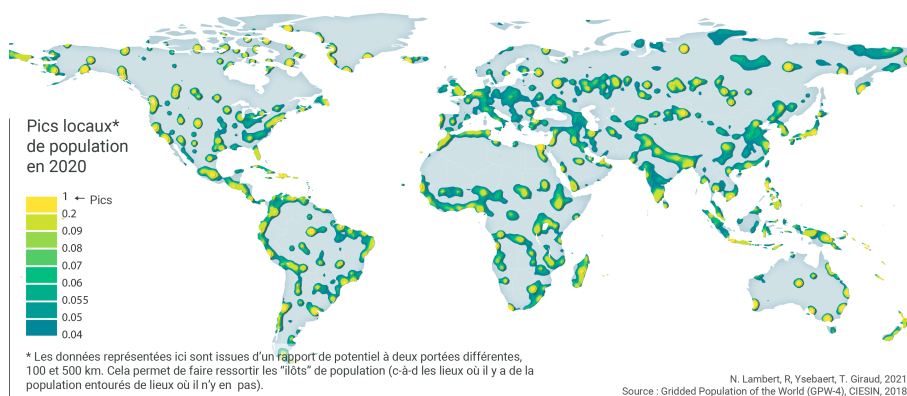 Pics locaux*
de population
en 2020
1 ← Pics
0.2
0.09
0.08
0.07
0.06
0.055
0.05
0.04
* Les données représentées ici sont issues d'un rapport de potentiel à deux portées différentes,
100 et 500 km. Cela permet de faire ressortir les "ilôts" de population (c-à-d les lieux où il y a de la
population entourés de lieux où il n'y en pas).
N. Lambert, R, Ysebaert, T. Giraud, 2021
Source : Gridded Population of the World (GPW-4), CIESIN, 2018